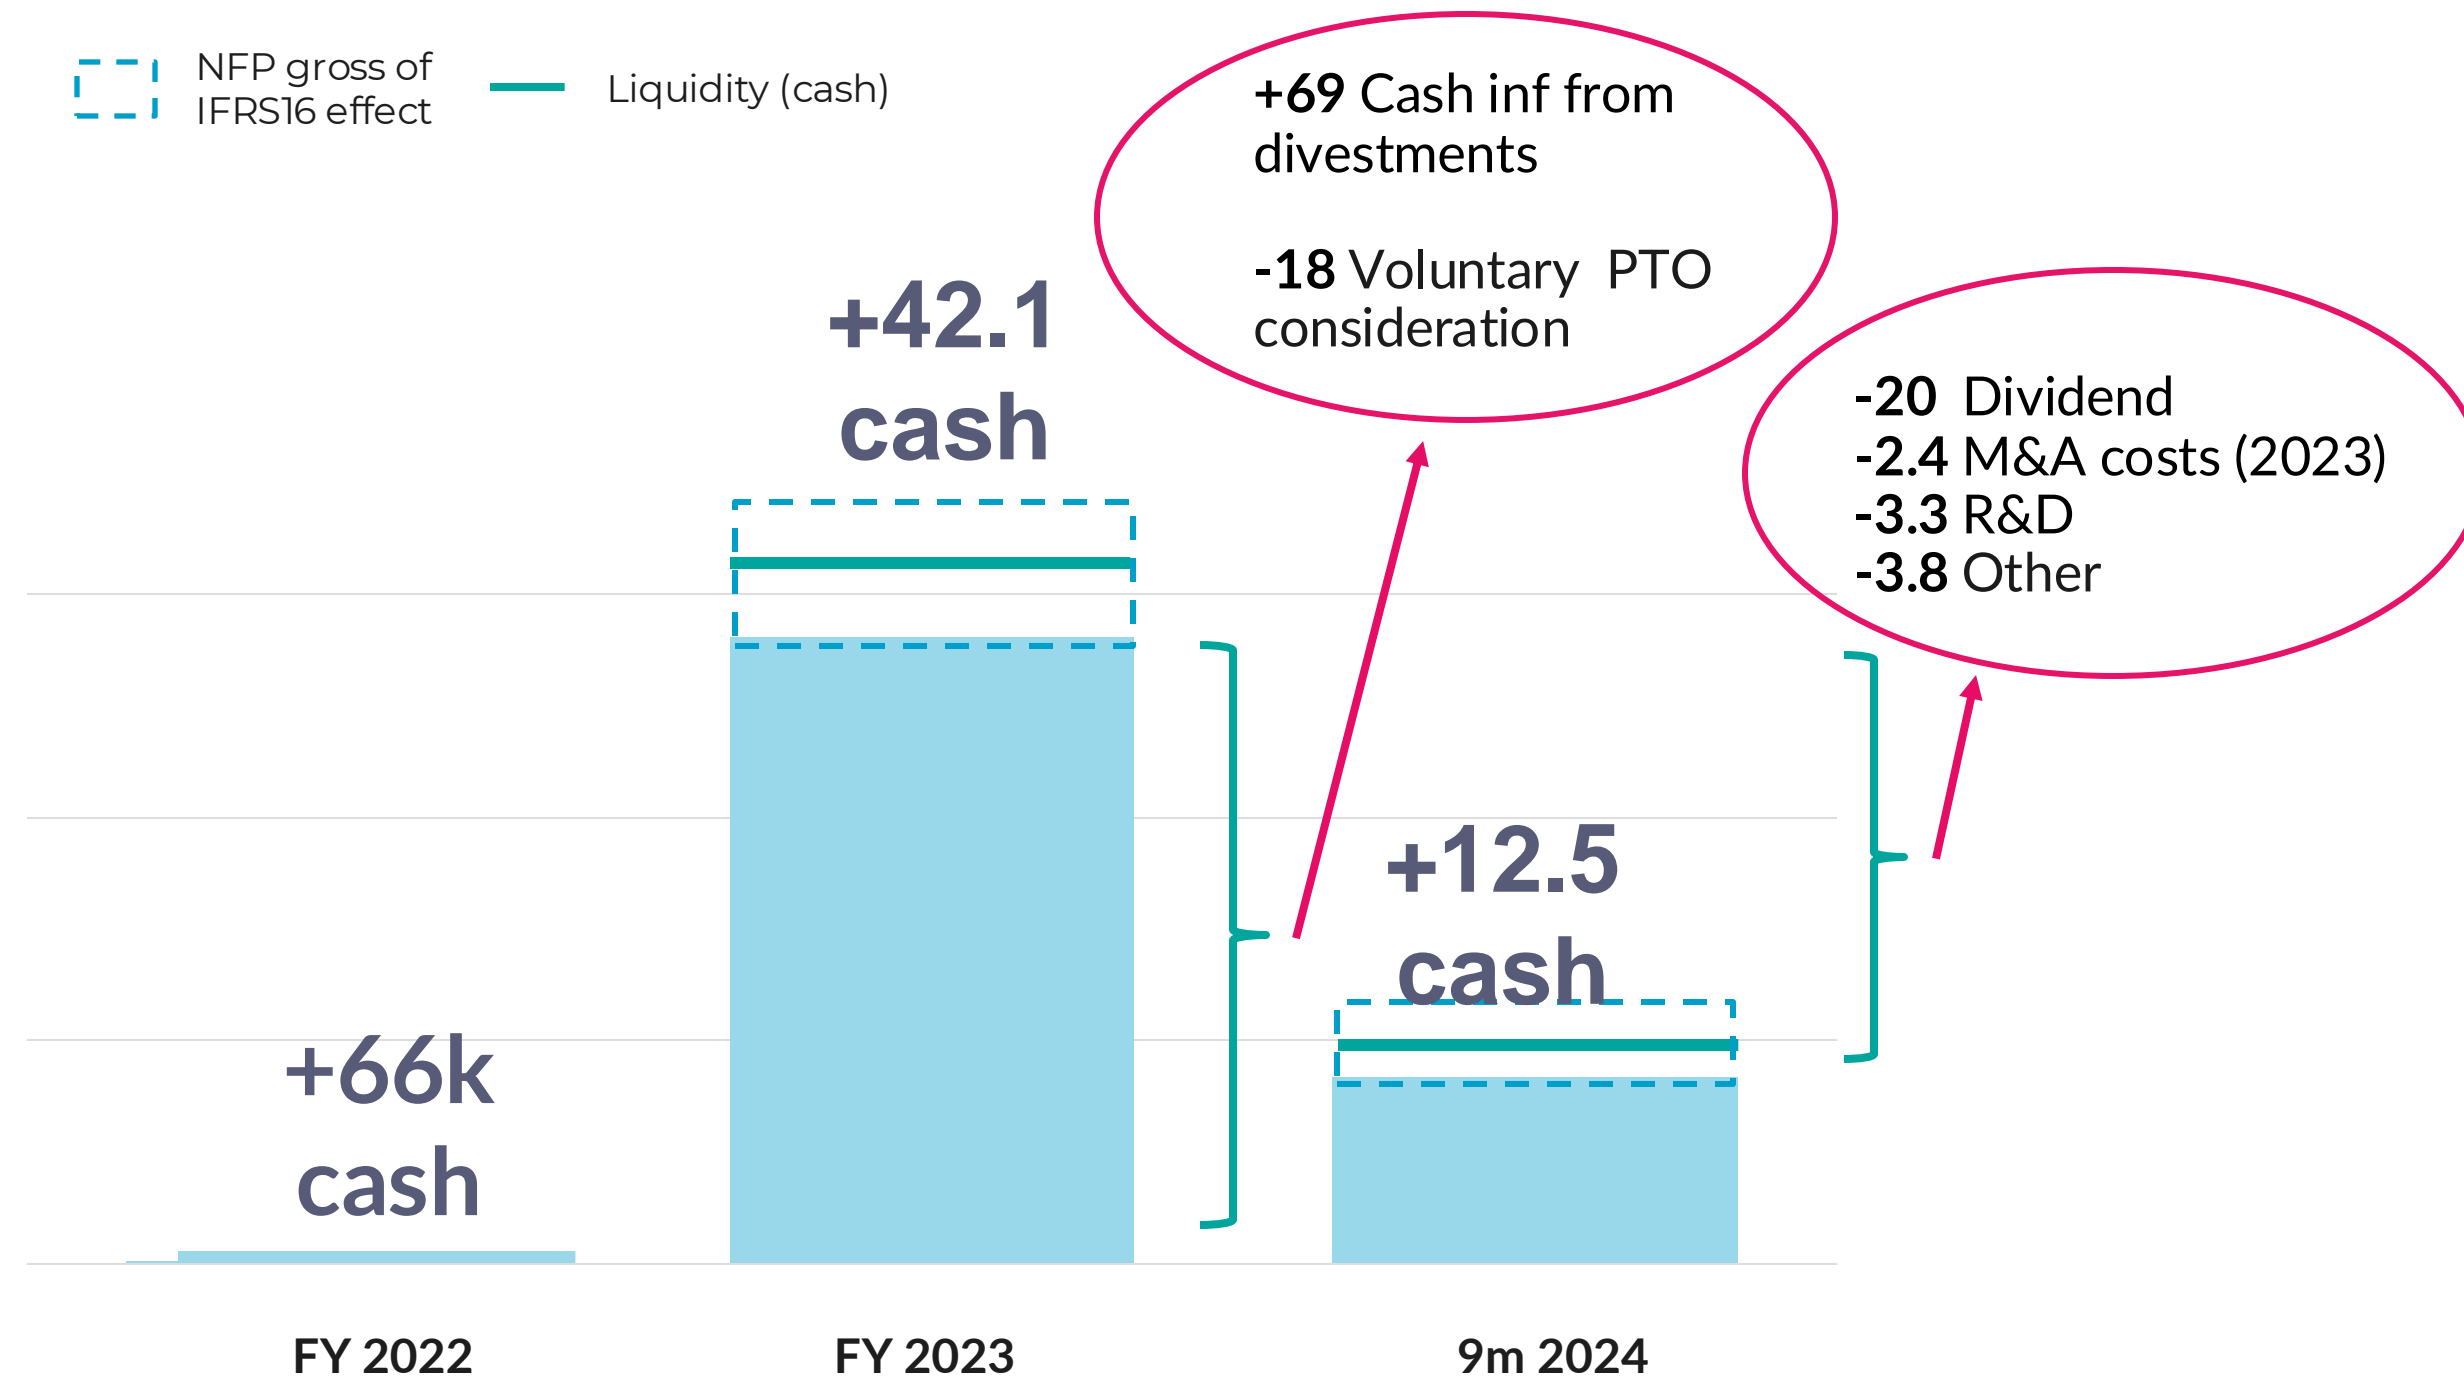 NFP gross of
IFRS16 effect
Liquidity (cash)
+69 Cash inf from
divestments
-18 Voluntary PTO
consideration
-20 Dividend
-2.4 M&A costs (2023)
-3.3 R&D
-3.8 Other
+42.1
cash
+12.5
cash
+66k
cash
FY 2022
FY 2023
9m 2024